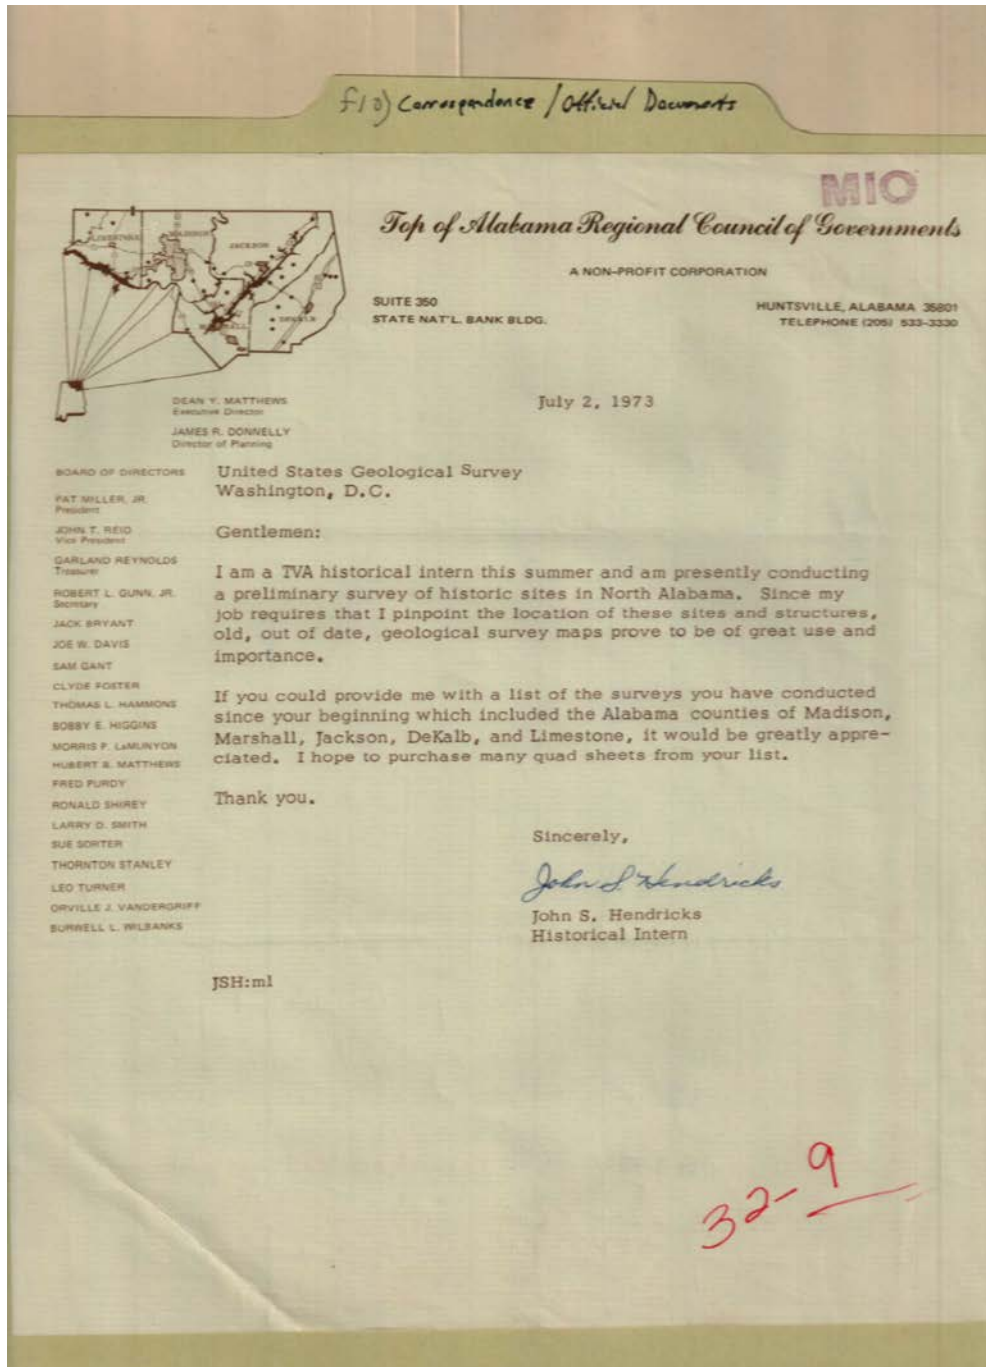 f10) Correspondence / Official Documents
MIO
Top of Alabama Regional Council of Governments
A NON-PROFIT CORPORATION
SUITE 350
STATE NAT'L. BANK BLDG.
HUNTSVILLE, ALABAMA 35801
TELEPHONE (205) 533-3330
LIMESTONE
MADISON
JACKSON
MARSHALL
DEKALB
DEAN Y. MATTHEWS
Executive Director
JAMES R. DONNELLY
Director of Planning
July 2, 1973
BOARD OF DIRECTORS
PAT MILLER, JR.
President
JOHN T. REID
Vice President
GARLAND REYNOLDS
Treasurer
ROBERT L. GUNN, JR.
Secretary
JACK BRYANT
JOE W. DAVIS
SAM GANT
CLYDE FOSTER
THOMAS L. HAMMONS
BOBBY E. HIGGINS
MORRIS F. LaMUNYON
HUBERT B. MATTHEWS
FRED PURDY
RONALD SHIREY
LARRY D. SMITH
SUE SORTER
THORNTON STANLEY
LEO TURNER
ORVILLE J. VANDERGRIFF
BURWELL L. WILBANKS
United States Geological Survey
Washington, D.C.
Gentlemen:
I am a TVA historical intern this summer and am presently conducting
a preliminary survey of historic sites in North Alabama. Since my
job requires that I pinpoint the location of these sites and structures,
old, out of date, geological survey maps prove to be of great use and
importance.
If you could provide me with a list of the surveys you have conducted
since your beginning which included the Alabama counties of Madison,
Marshall, Jackson, DeKalb, and Limestone, it would be greatly appre-
ciated. I hope to purchase many quad sheets from your list.
Thank you.
Sincerely,
John S. Hendricks
John S. Hendricks
Historical Intern
JSH:ml
32-9